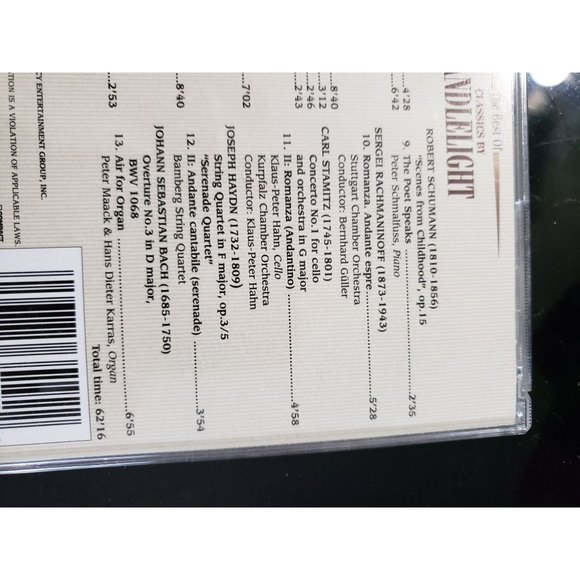 The Best Of
CLASSICS BY
ANDLELIGHT
4'28
6'42
8'40
3'12
2'46
2'43
7'02
8'40
2'53
ROBERT SCHUMANN (1810-1856)
"Scenes from Childhood", op.15
9. The Poet Speaks 2'35
Peter Schmalfuss, Piano
SERGEI RACHMANINOFF (1873-1943)
10. Romanza. Andante espre. 5'28
Stuttgart Chamber Orchestra
Conductor: Bernhard Güller
CARL STAMITZ (1745-1801)
Concerto No.1 for cello
and orchestra in G major
11. II: Romanza (Andantino) 4'58
Klaus-Peter Hahn, Cello
Kurpfalz Chamber Orchestra
Conductor: Klaus-Peter Hahn
JOSEPH HAYDN (1732-1809)
String Quartet in F major, op.3/5
"Serenade Quartet"
12. II: Andante cantabile (serenade) 3'54
Bamberg String Quartet
JOHANN SEBASTIAN BACH (1685-1750)
Overture No.3 in D major,
BWV 1068
13. Air for Organ 6'55
Peter Maack & Hans Dieter Karras, Organ
Total time: 62'16
CY ENTERTAINMENT GROUP, INC.
ATION IS A VIOLATION OF APPLICABLE LAWS.